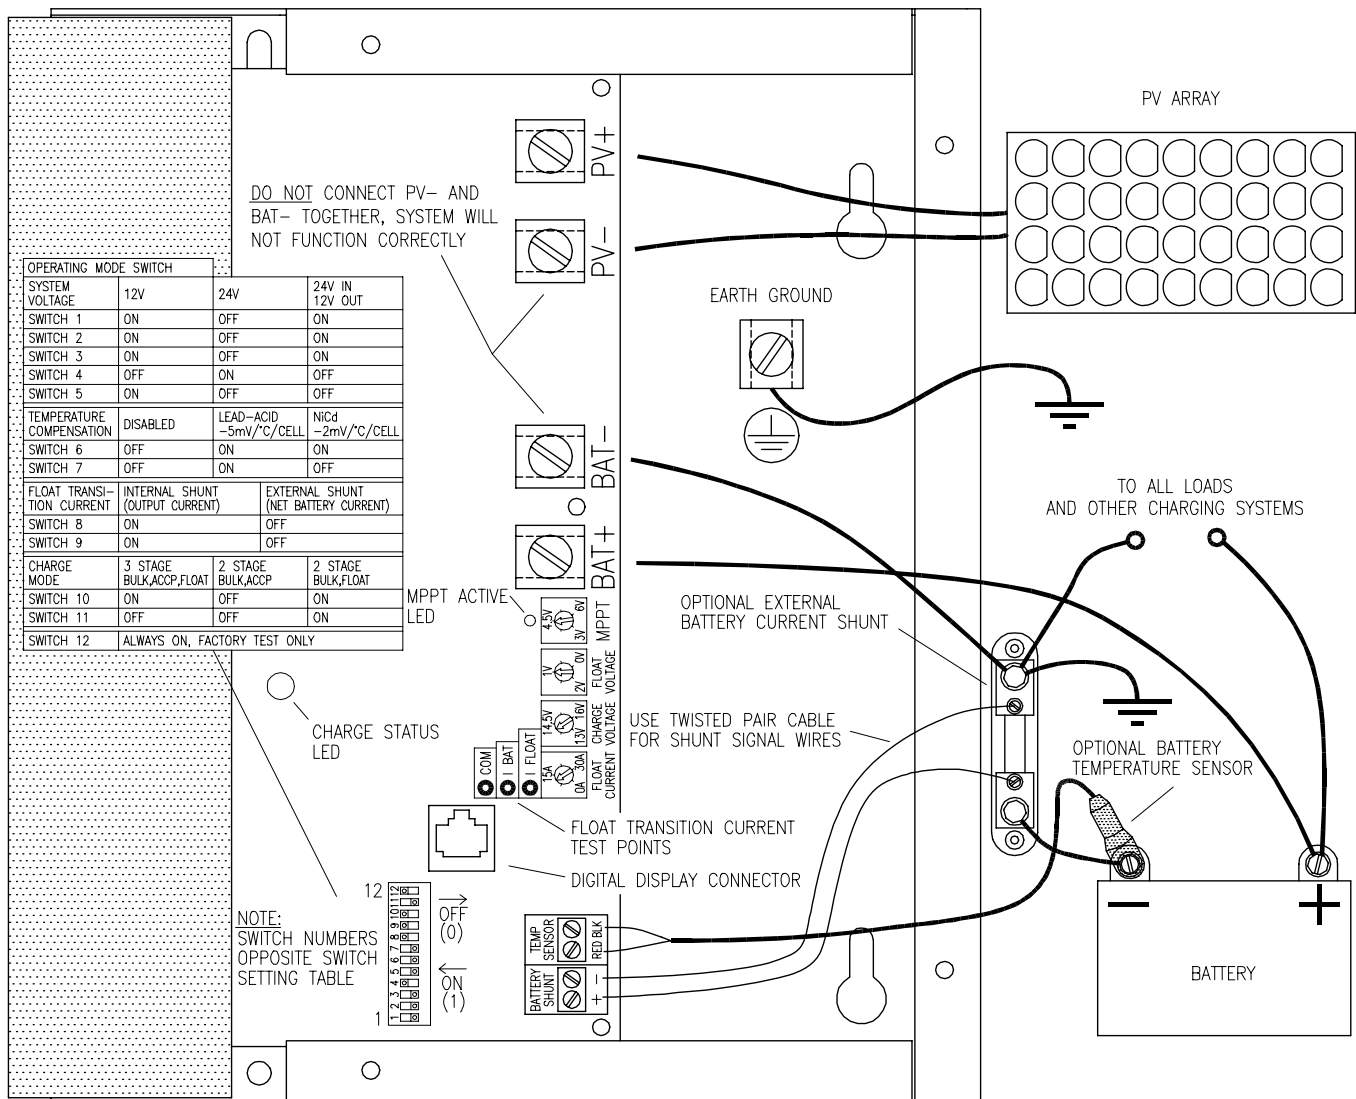 PV ARRAY
PV+
DO NOT CONNECT PV- AND
BAT- TOGETHER, SYSTEM WILL
NOT FUNCTION CORRECTLY
PV-
OPERATING MODE SWITCH
SYSTEM VOLTAGE 12V 24V 24V IN 12V OUT
SWITCH 1 ON OFF ON
SWITCH 2 ON OFF ON
SWITCH 3 ON OFF ON
SWITCH 4 OFF ON OFF
SWITCH 5 ON OFF OFF
TEMPERATURE COMPENSATION DISABLED LEAD-ACID -5mV/°C/CELL NiCd -2mV/°C/CELL
SWITCH 6 OFF ON ON
SWITCH 7 OFF ON OFF
FLOAT TRANSI- TION CURRENT INTERNAL SHUNT (OUTPUT CURRENT) EXTERNAL SHUNT (NET BATTERY CURRENT)
SWITCH 8 ON OFF
SWITCH 9 ON OFF
CHARGE MODE 3 STAGE BULK,ACCP,FLOAT 2 STAGE BULK,ACCP 2 STAGE BULK,FLOAT
SWITCH 10 ON OFF ON
SWITCH 11 OFF OFF ON
SWITCH 12 ALWAYS ON, FACTORY TEST ONLY
EARTH GROUND
BAT-
BAT+
TO ALL LOADS
AND OTHER CHARGING SYSTEMS
MPPT ACTIVE
LED
4.5V 6V 3V MPPT
1V 0V 2V FLOAT VOLTAGE
14.5V 16V 13V CHARGE VOLTAGE
15A 30A 0A FLOAT CURRENT
OPTIONAL EXTERNAL
BATTERY CURRENT SHUNT
CHARGE STATUS
LED
USE TWISTED PAIR CABLE
FOR SHUNT SIGNAL WIRES
COM
I BAT
I FLOAT
OPTIONAL BATTERY
TEMPERATURE SENSOR
FLOAT TRANSITION CURRENT
TEST POINTS
DIGITAL DISPLAY CONNECTOR
NOTE:
SWITCH NUMBERS
OPPOSITE SWITCH
SETTING TABLE
12
1
1 2 3 4 5 6 7 8 9 10 11 12
OFF
(0)
ON
(1)
TEMP
SENSOR
RED BLK
BATTERY
SHUNT
+ -
- +
BATTERY